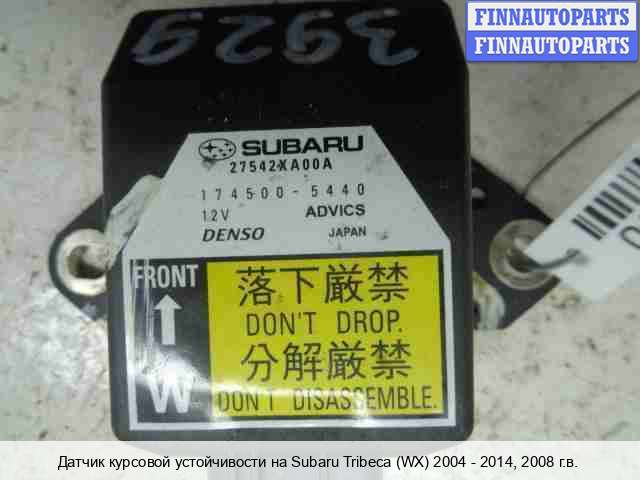 FINNAUTOPARTS
FINNAUTOPARTS
3929
SUBARU
27542XA00A
174500-5440
12V ADVICS
DENSO JAPAN
FRONT
落下厳禁
DON'T DROP.
分解厳禁
W
DON'T DISASSEMBLE.
Датчик курсовой устойчивости на Subaru Tribeca (WX) 2004 - 2014, 2008 г.в.